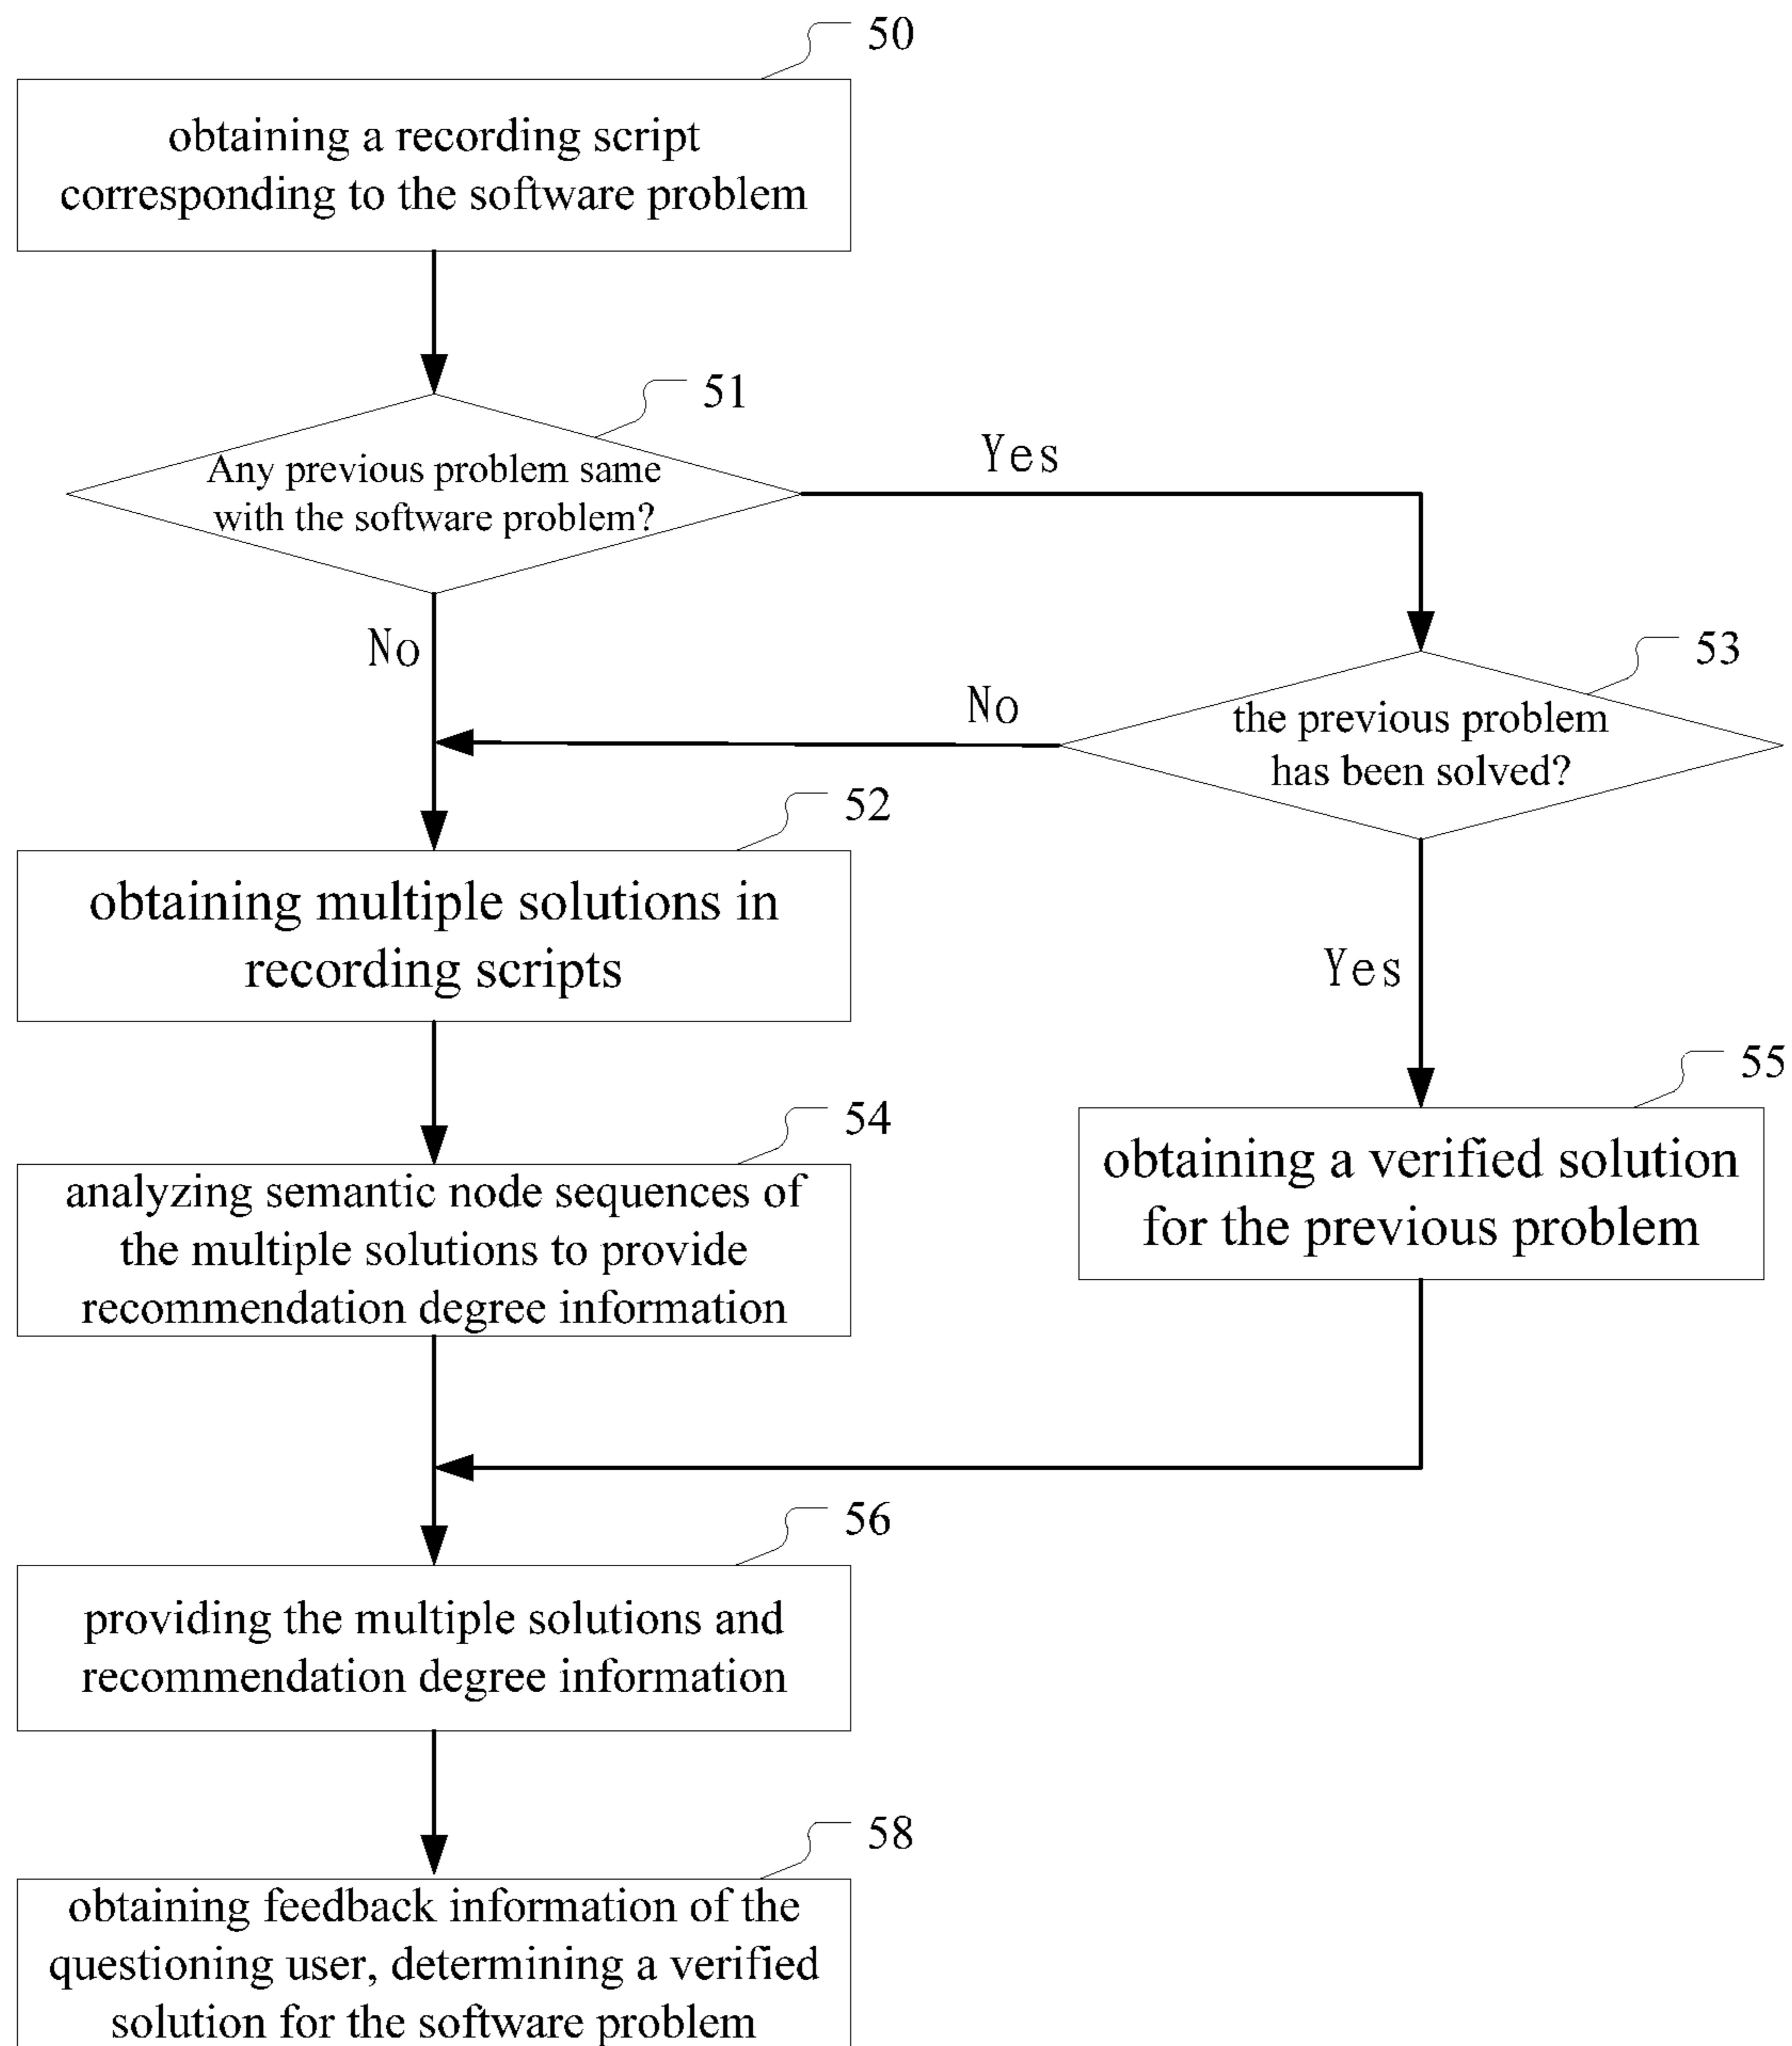 50
obtaining a recording script
corresponding to the software problem
51
Any previous problem same
with the software problem?
Yes
No
53
the previous problem
has been solved?
No
52
obtaining multiple solutions in
recording scripts
Yes
54
analyzing semantic node sequences of
the multiple solutions to provide
recommendation degree information
55
obtaining a verified solution
for the previous problem
56
providing the multiple solutions and
recommendation degree information
58
obtaining feedback information of the
questioning user, determining a verified
solution for the software problem